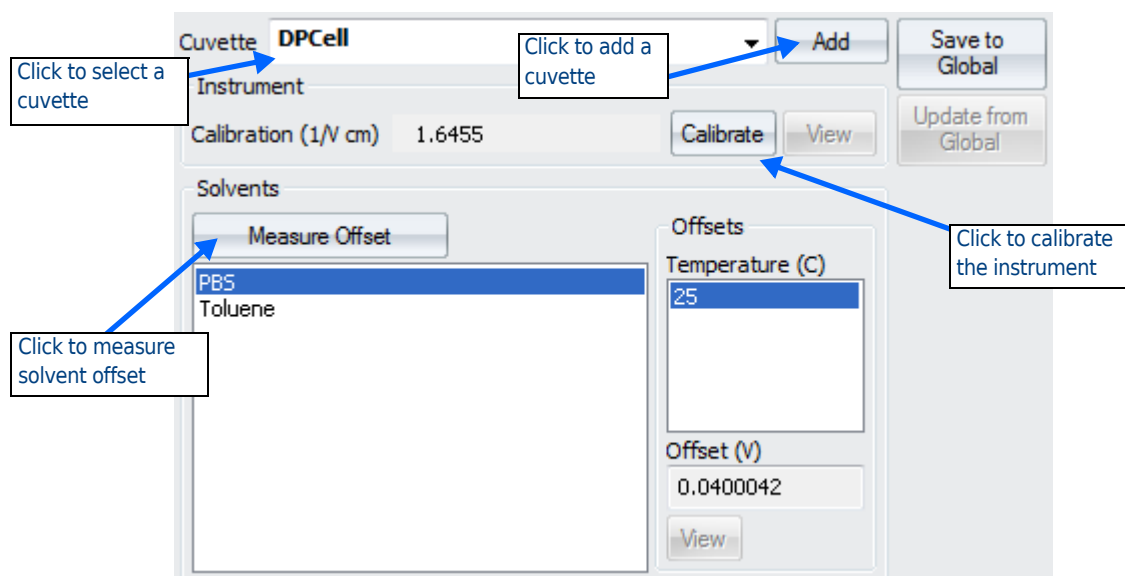 Cuvette DPCell Add Save to
Global
Click to add a
cuvette
Click to select a
cuvette
Instrument
Calibration (1/V cm) 1.6455 Calibrate View
Update from
Global
Solvents
Measure Offset
Offsets
Click to calibrate
the instrument
Temperature (C)
PBS
Toluene
25
Click to measure
solvent offset
Offset (V)
0.0400042
View